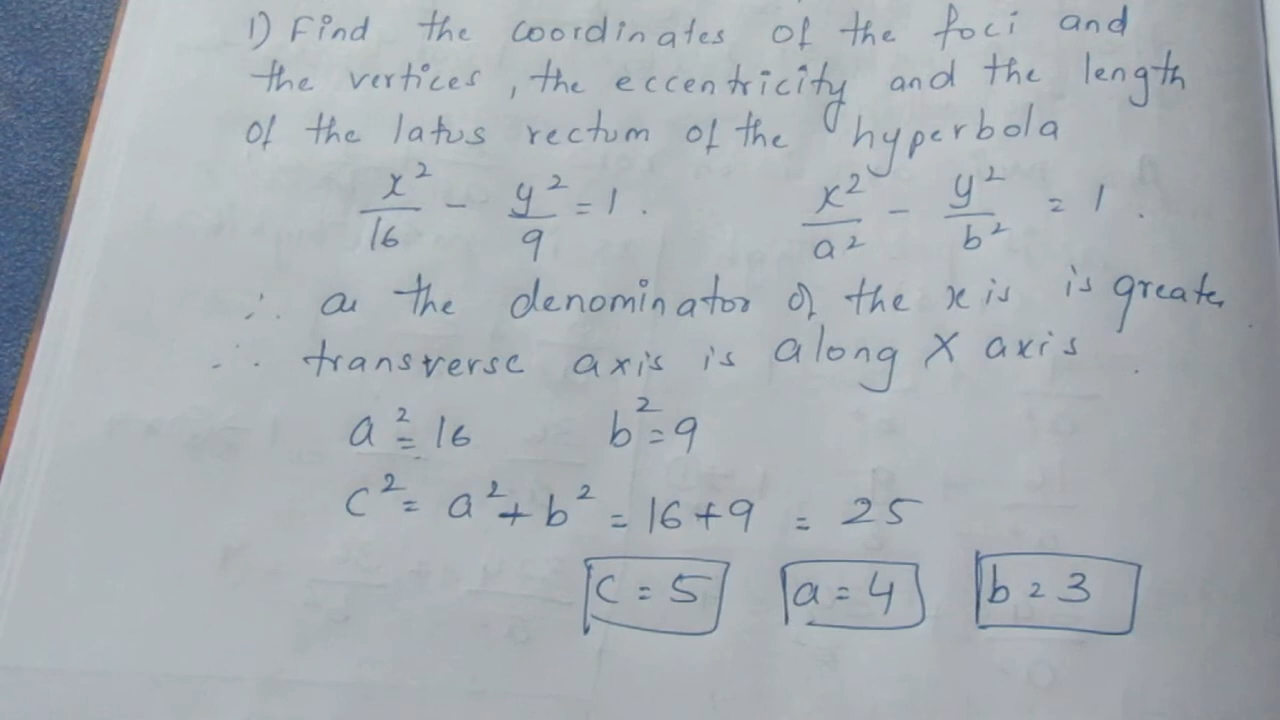 1) Find the coordinates of the foci and
the vertices, the eccentricity and the length
of the latus rectum of the hyperbola
x²/16 - y²/9 = 1. x²/a² - y²/b² = 1.
∴ as the denominator of the x is is greater
∴ transverse axis is along X axis.
a² = 16 b² = 9
c² = a² + b² = 16 + 9 = 25
c = 5 a = 4 b = 3